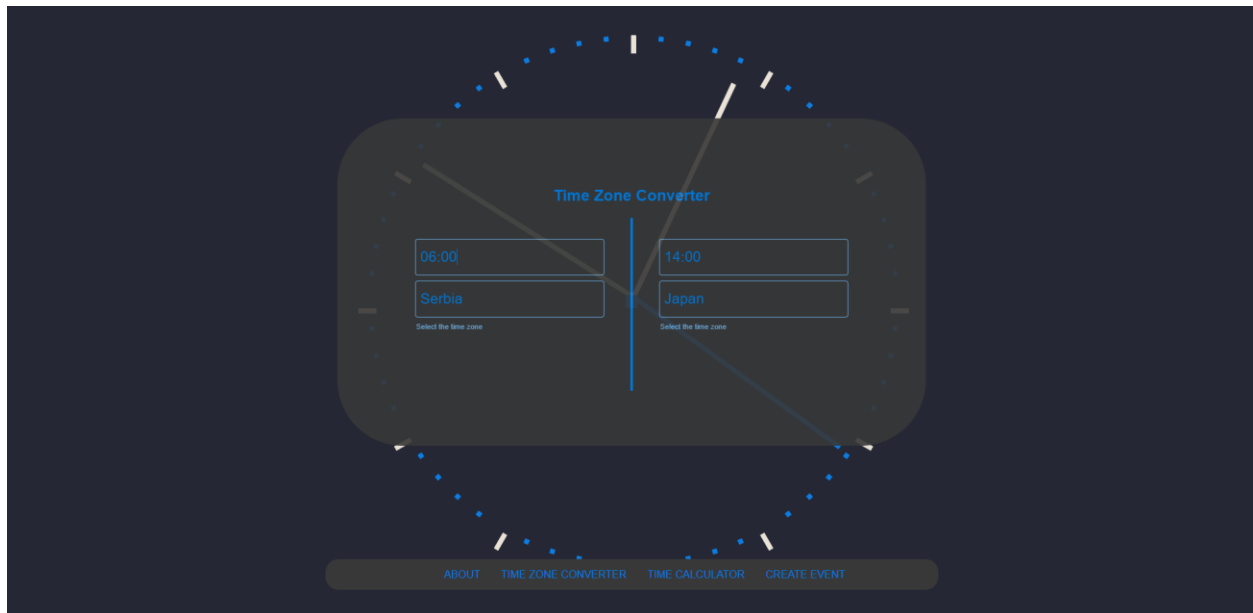 Time Zone Converter
06:00
14:00
Serbia
Japan
Select the time zone
Select the time zone
ABOUT TIME ZONE CONVERTER TIME CALCULATOR CREATE EVENT